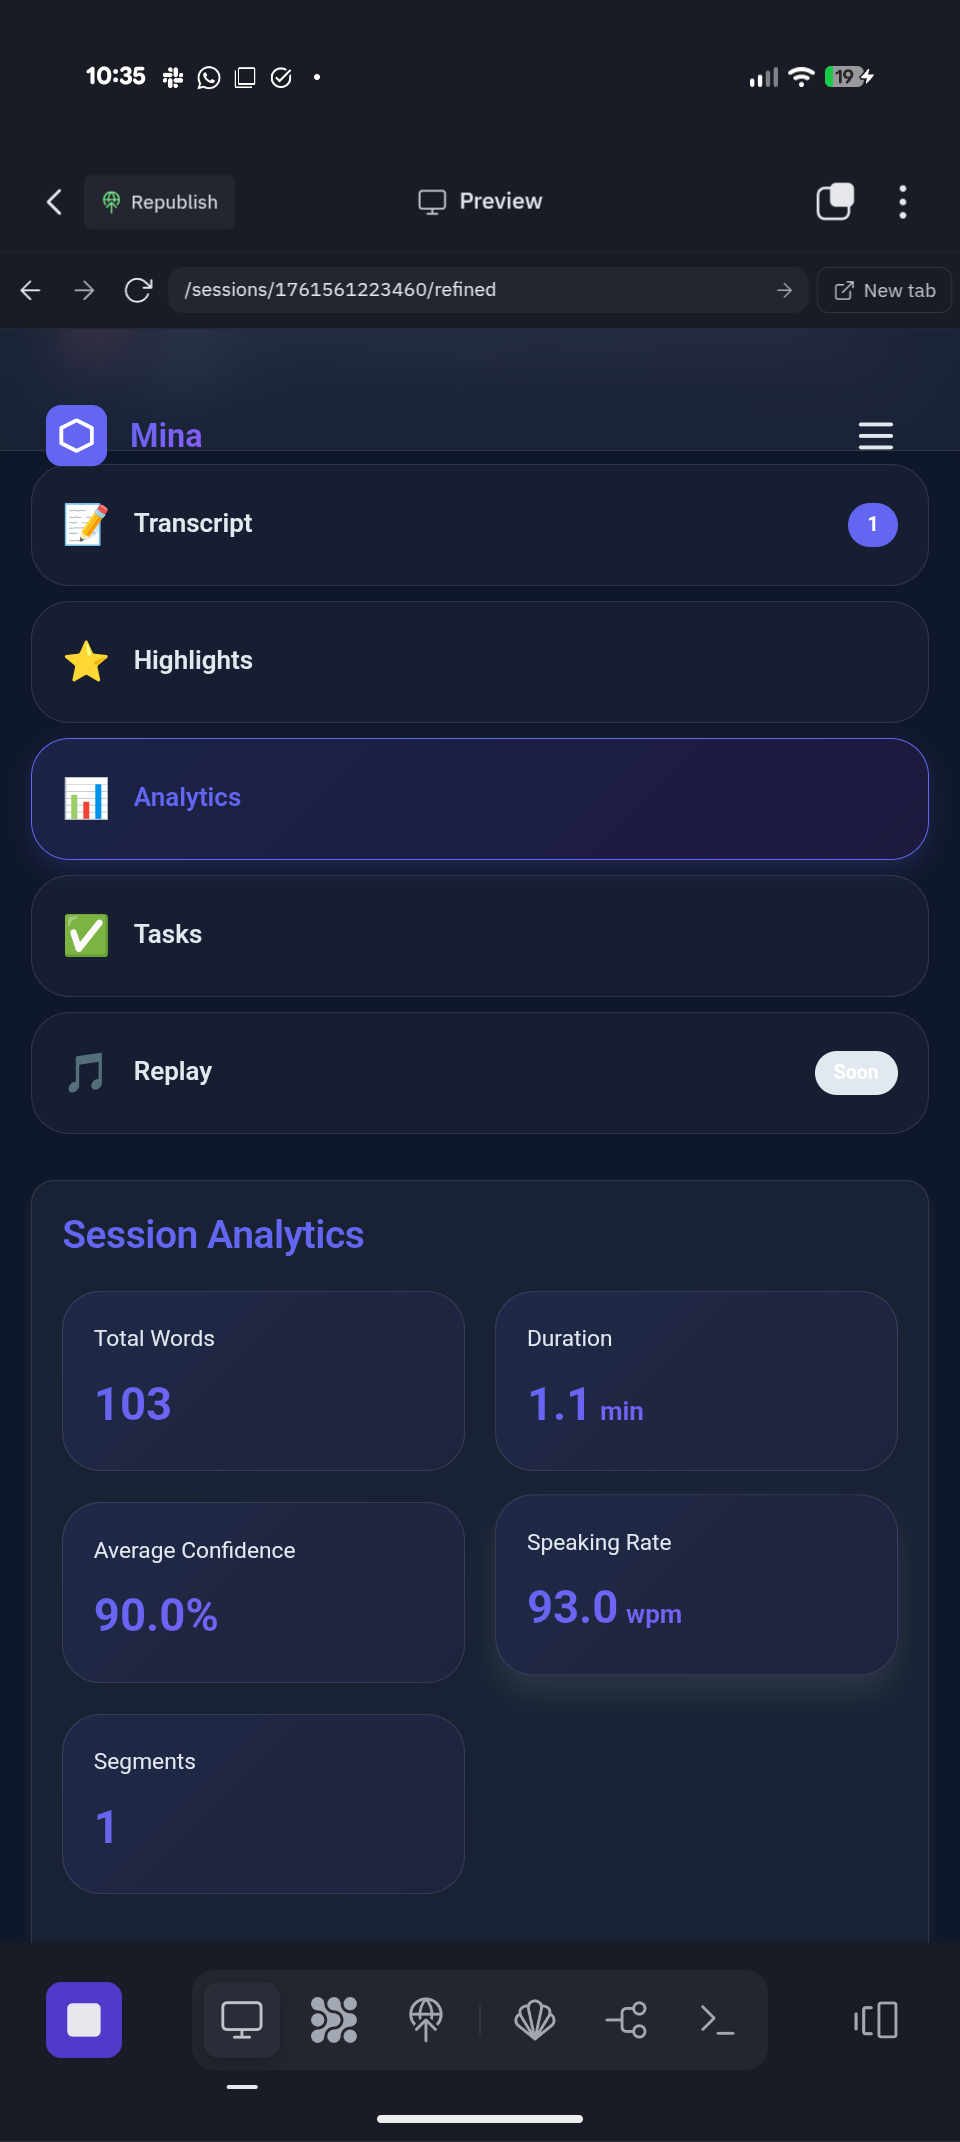 10:35
19
Republish
Preview
/sessions/1761561223460/refined
New tab
Mina
Transcript
1
Highlights
Analytics
Tasks
Replay
Soon
Session Analytics
Total Words
103
Duration
1.1 min
Average Confidence
90.0%
Speaking Rate
93.0 wpm
Segments
1